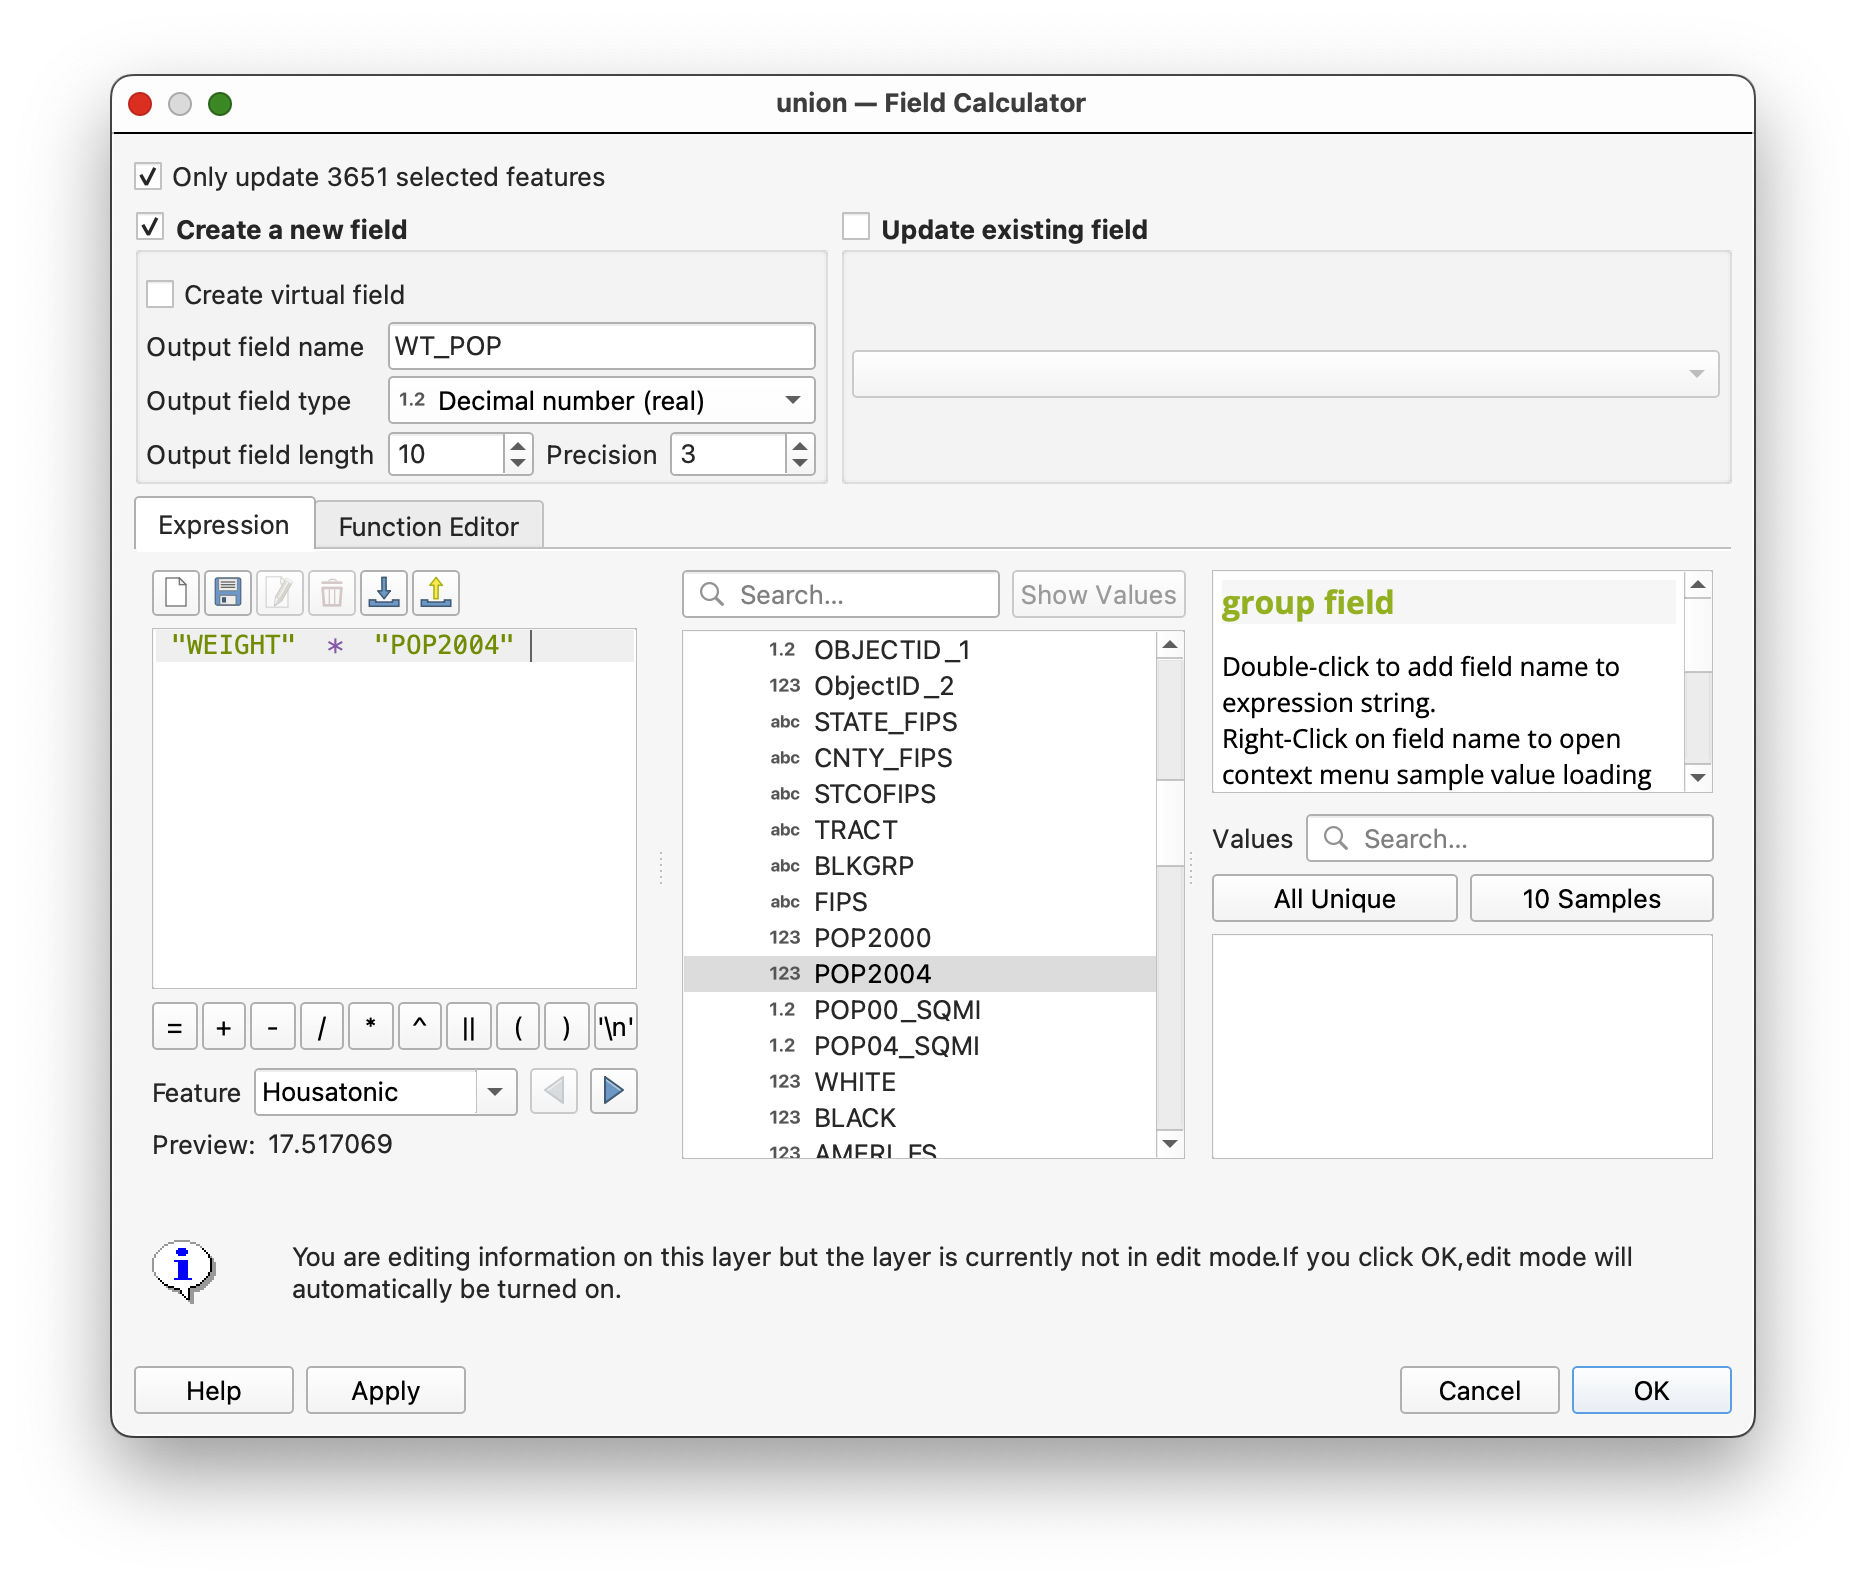 union — Field Calculator
Only update 3651 selected features
Create a new field
Update existing field
Create virtual field
Output field name WT_POP
Output field type 1.2 Decimal number (real)
Output field length 10 Precision 3
Expression Function Editor
Search... Show Values
"WEIGHT" * "POP2004"
1.2 OBJECTID_1
123 ObjectID_2
abc STATE_FIPS
abc CNTY_FIPS
abc STCOFIPS
abc TRACT
abc BLKGRP
abc FIPS
123 POP2000
123 POP2004
1.2 POP00_SQMI
1.2 POP04_SQMI
123 WHITE
123 BLACK
123 AMERI_ES
group field
Double-click to add field name to
expression string.
Right-Click on field name to open
context menu sample value loading
Values Search...
All Unique 10 Samples
= + - / * ^ || ( ) '\n'
Feature Housatonic
Preview: 17.517069
You are editing information on this layer but the layer is currently not in edit mode.If you click OK,edit mode will
automatically be turned on.
Help Apply Cancel OK